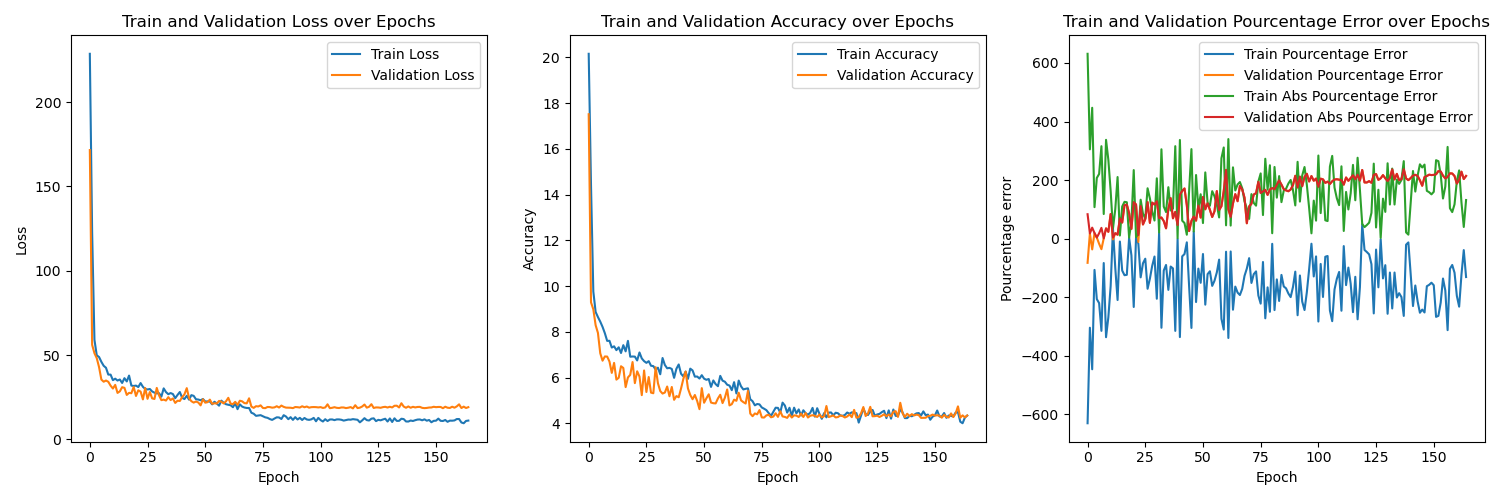 Train and Validation Loss over Epochs
Loss
200
150
100
50
0
Train Loss
Validation Loss
0
25
50
75
100
125
150
Epoch
Train and Validation Accuracy over Epochs
Accuracy
20
18
16
14
12
10
8
6
4
Train Accuracy
Validation Accuracy
0
25
50
75
100
125
150
Epoch
Train and Validation Pourcentage Error over Epochs
Pourcentage error
600
400
200
0
−200
−400
−600
Train Pourcentage Error
Validation Pourcentage Error
Train Abs Pourcentage Error
Validation Abs Pourcentage Error
0
25
50
75
100
125
150
Epoch